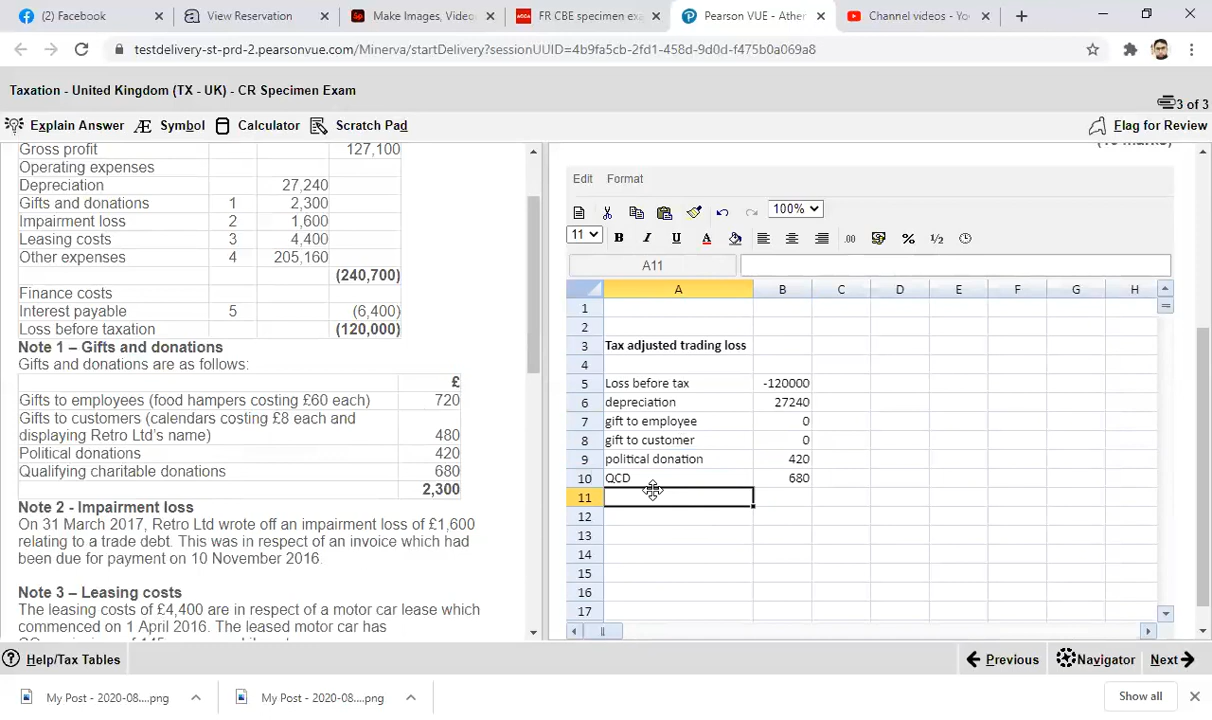 (2) Facebook
View Reservation
Make Images, Video
FR CBE specimen ex
Pearson VUE - Ather
Channel videos - Yo
testdelivery-st-prd-2.pearsonvue.com/Minerva/startDelivery?sessionUUID=4b9fa5cb-2fd1-458d-9d0d-f475b0a069a8
Taxation - United Kingdom (TX - UK) - CR Specimen Exam
3 of 3
Explain Answer
Symbol
Calculator
Scratch Pad
Flag for Review
Gross profit 127,100
Operating expenses
Depreciation 27,240
Gifts and donations 1 2,300
Impairment loss 2 1,600
Leasing costs 3 4,400
Other expenses 4 205,160
(240,700)
Finance costs
Interest payable 5 (6,400)
Loss before taxation (120,000)
Note 1 – Gifts and donations
Gifts and donations are as follows:
£
Gifts to employees (food hampers costing £60 each) 720
Gifts to customers (calendars costing £8 each and
displaying Retro Ltd's name) 480
Political donations 420
Qualifying charitable donations 680
2,300
Note 2 - Impairment loss
On 31 March 2017, Retro Ltd wrote off an impairment loss of £1,600
relating to a trade debt. This was in respect of an invoice which had
been due for payment on 10 November 2016.
Note 3 – Leasing costs
The leasing costs of £4,400 are in respect of a motor car lease which
commenced on 1 April 2016. The leased motor car has
Edit Format
100%
11
B I U A
.00 % ½
A11
A B C D E F G H
1
2
3 Tax adjusted trading loss
4
5 Loss before tax -120000
6 depreciation 27240
7 gift to employee 0
8 gift to customer 0
9 political donation 420
10 QCD 680
11
12
13
14
15
16
17
Help/Tax Tables
Previous
Navigator
Next
My Post - 2020-08....png
My Post - 2020-08....png
Show all